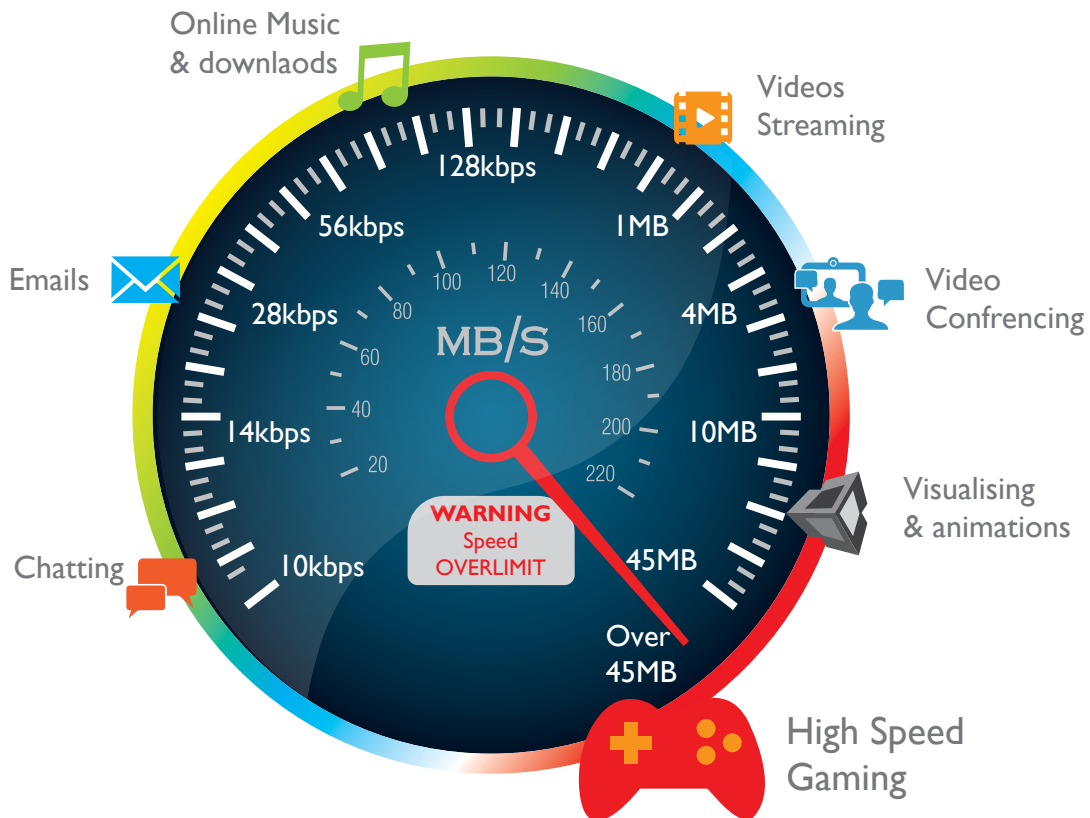 Online Music
& downlaods
Videos
Streaming
Emails
Video
Confrencing
Chatting
Visualising
& animations
High Speed
Gaming
10kbps
14kbps
28kbps
56kbps
128kbps
1MB
4MB
10MB
45MB
Over
45MB
20
40
60
80
100
120
140
160
180
200
220
MB/S
WARNING
Speed
OVERLIMIT